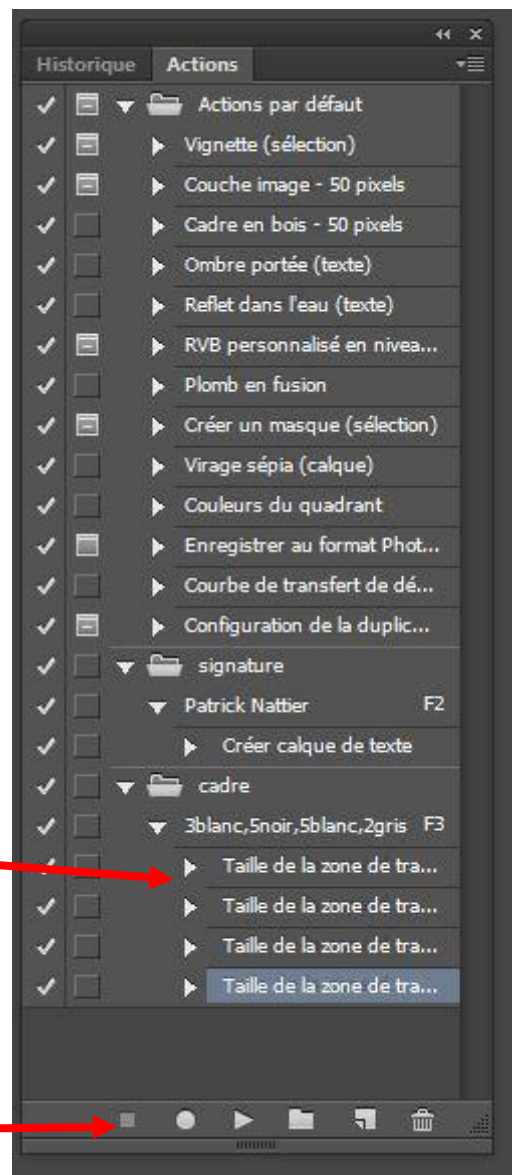 Historique Actions
Actions par défaut
Vignette (sélection)
Couche image - 50 pixels
Cadre en bois - 50 pixels
Ombre portée (texte)
Reflet dans l'eau (texte)
RVB personnalisé en nivea...
Plomb en fusion
Créer un masque (sélection)
Virage sépia (calque)
Couleurs du quadrant
Enregistrer au format Phot...
Courbe de transfert de dé...
Configuration de la duplic...
signature
Patrick Nattier F2
Créer calque de texte
cadre
3blanc,5noir,5blanc,2gris F3
Taille de la zone de tra...
Taille de la zone de tra...
Taille de la zone de tra...
Taille de la zone de tra...